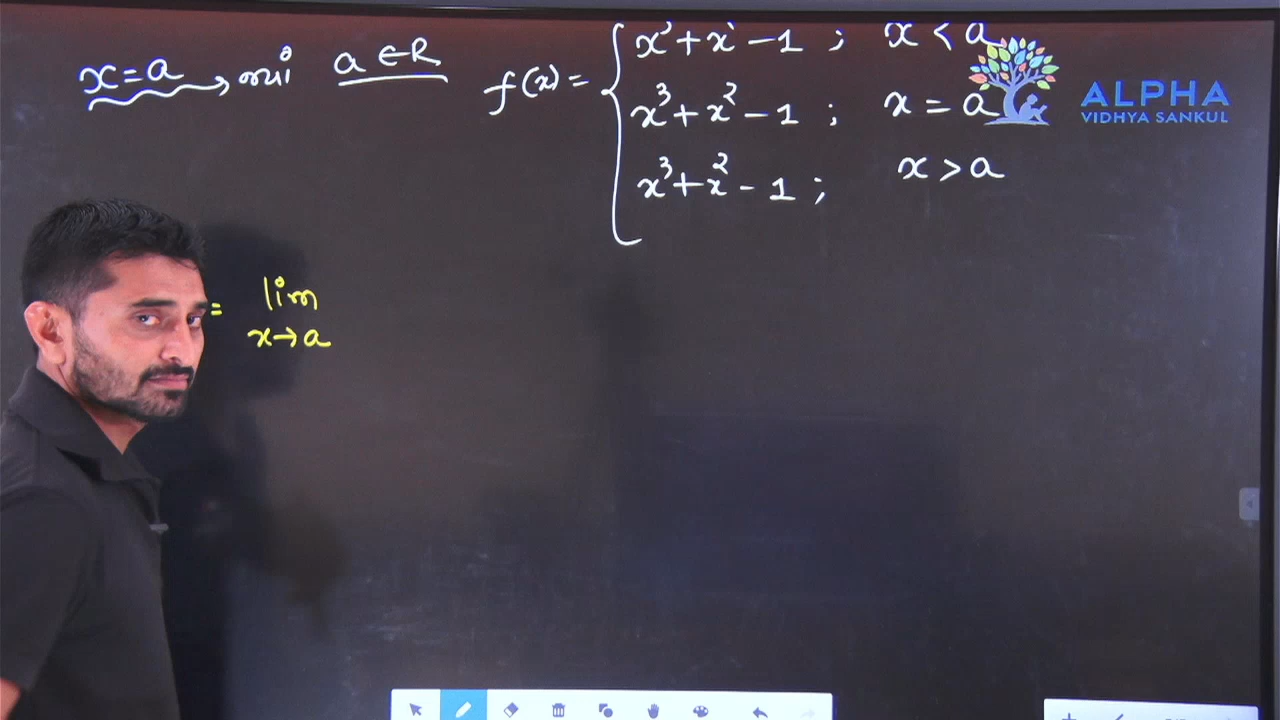 x = a → જ્યાં a ∈ R
f(x) = { x³ + x² - 1 ; x < a
x³ + x² - 1 ; x = a
x³ + x² - 1 ; x > a
= lim
x → a
ALPHA
VIDHYA SANKUL